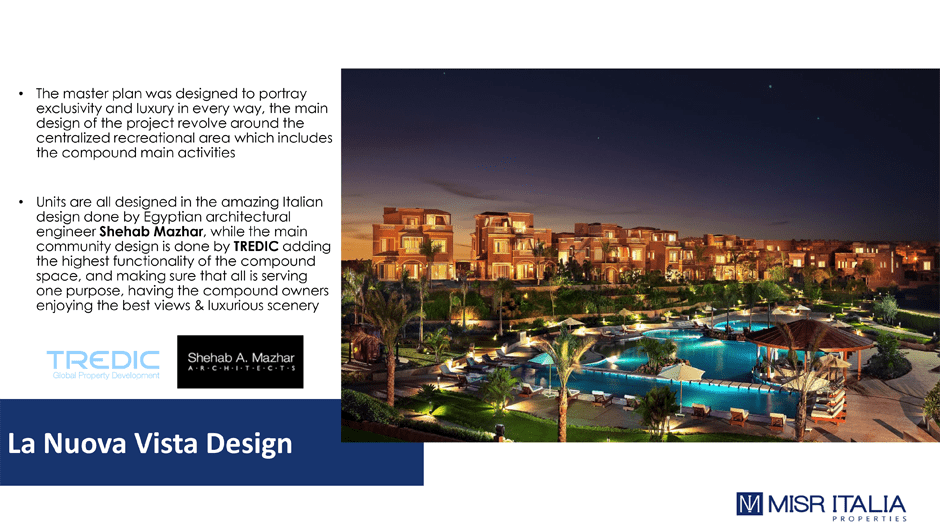 • The master plan was designed to portray
exclusivity and luxury in every way, the main
design of the project revolve around the
centralized recreational area which includes
the compound main activities
• Units are all designed in the amazing Italian
design done by Egyptian architectural
engineer Shehab Mazhar, while the main
community design is done by TREDIC adding
the highest functionality of the compound
space, and making sure that all is serving
one purpose, having the compound owners
enjoying the best views & luxurious scenery
TREDIC
Global Property Development
Shehab A. Mazhar
A·R·C·H·I·T·E·C·T·S
La Nuova Vista Design
MISR ITALIA
PROPERTIES